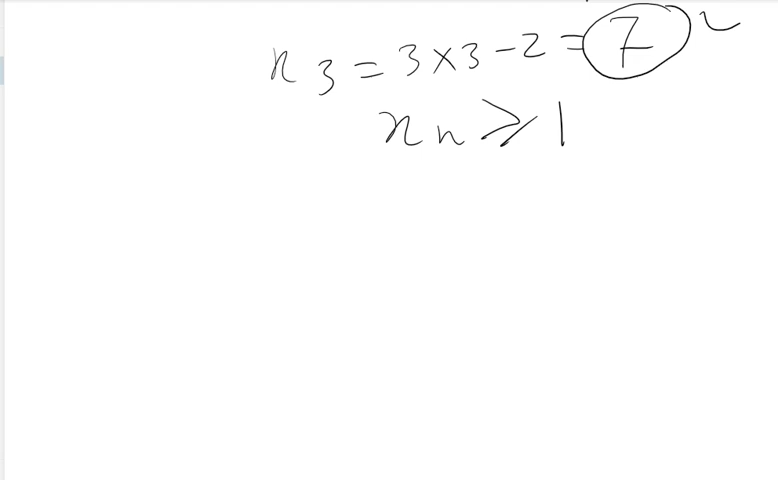 x₃ = 3×3-2 = 7
xₙ ⩾ 1